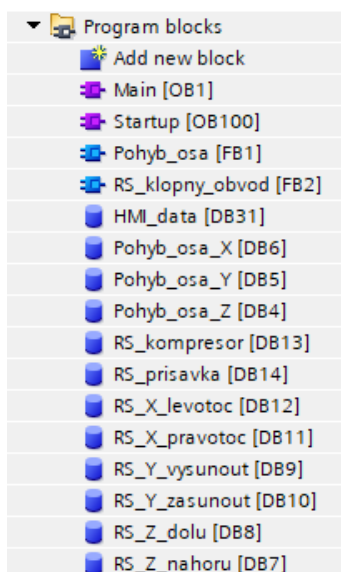 Program blocks
Add new block
Main [OB1]
Startup [OB100]
Pohyb_osa [FB1]
RS_klopny_obvod [FB2]
HMI_data [DB31]
Pohyb_osa_X [DB6]
Pohyb_osa_Y [DB5]
Pohyb_osa_Z [DB4]
RS_kompresor [DB13]
RS_prisavka [DB14]
RS_X_levotoc [DB12]
RS_X_pravotoc [DB11]
RS_Y_vysunout [DB9]
RS_Y_zasunout [DB10]
RS_Z_dolu [DB8]
RS_Z_nahoru [DB7]